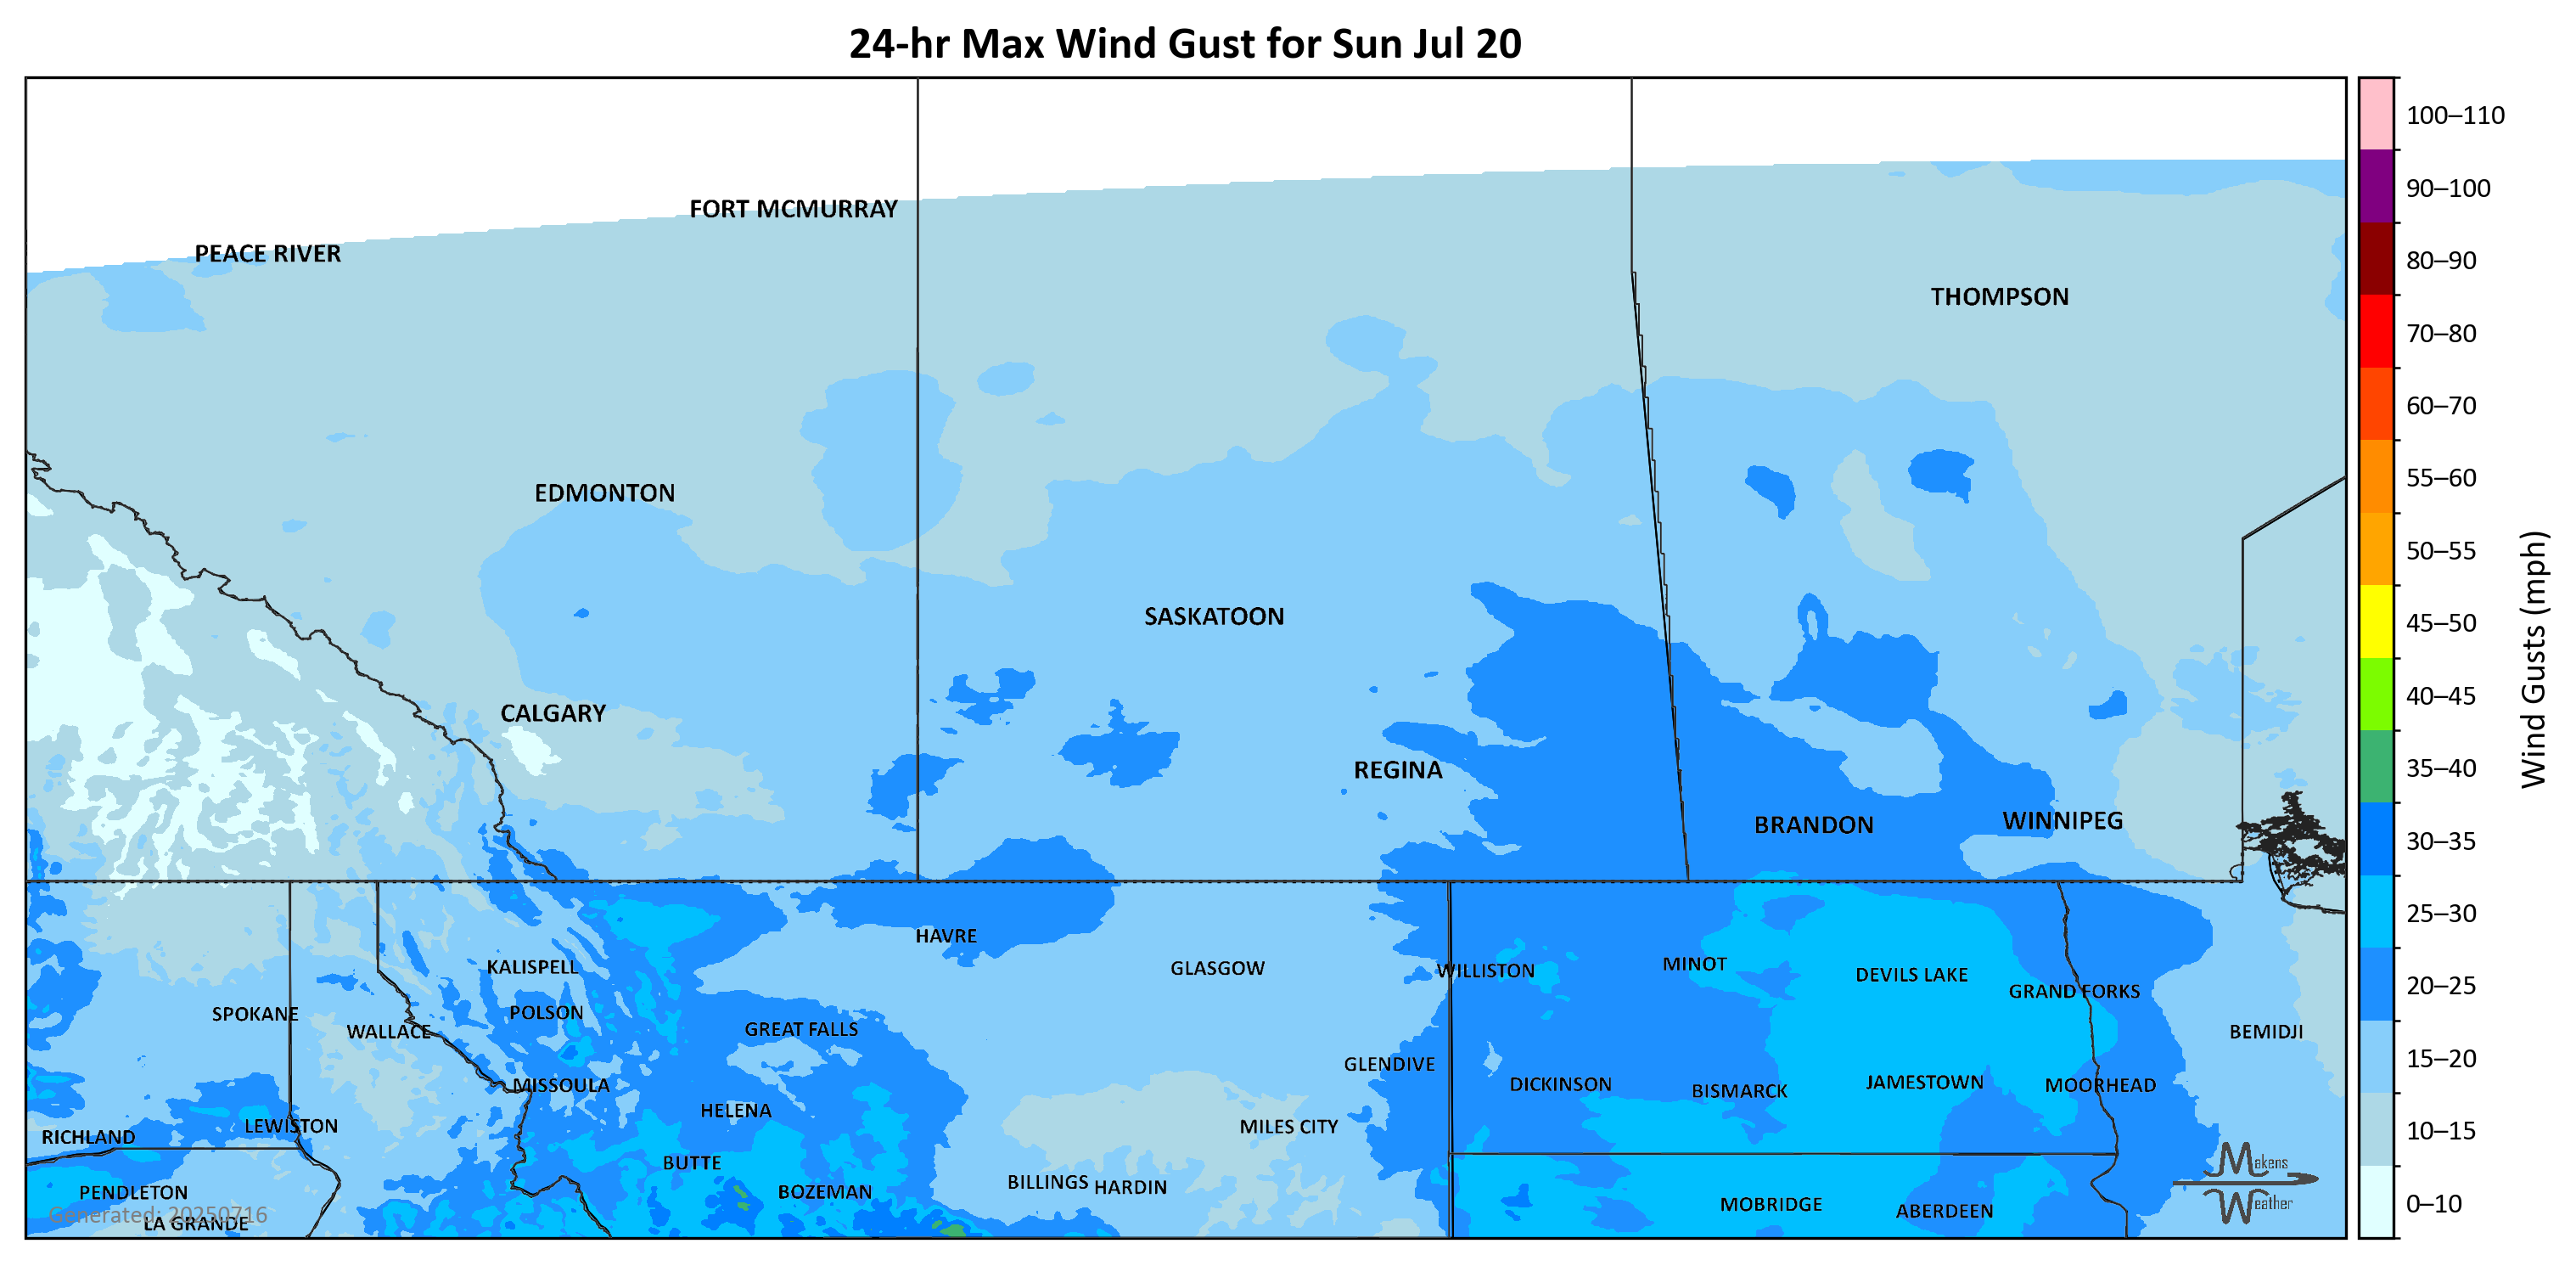 24-hr Max Wind Gust for Sun Jul 20
100–110
90–100
80–90
70–80
60–70
55–60
50–55
45–50
40–45
35–40
30–35
25–30
20–25
15–20
10–15
0–10
Wind Gusts (mph)
FORT MCMURRAY
PEACE RIVER
THOMPSON
EDMONTON
SASKATOON
CALGARY
REGINA
BRANDON
WINNIPEG
HAVRE
KALISPELL
GLASGOW
WILLISTON
MINOT
DEVILS LAKE
GRAND FORKS
SPOKANE
POLSON
WALLACE
GREAT FALLS
BEMIDJI
GLENDIVE
MISSOULA
DICKINSON
BISMARCK
JAMESTOWN
MOORHEAD
HELENA
LEWISTON
MILES CITY
RICHLAND
BUTTE
BILLINGS
HARDIN
PENDLETON
BOZEMAN
MOBRIDGE
ABERDEEN
Generated: 20250716
LA GRANDE
Makens
Weather